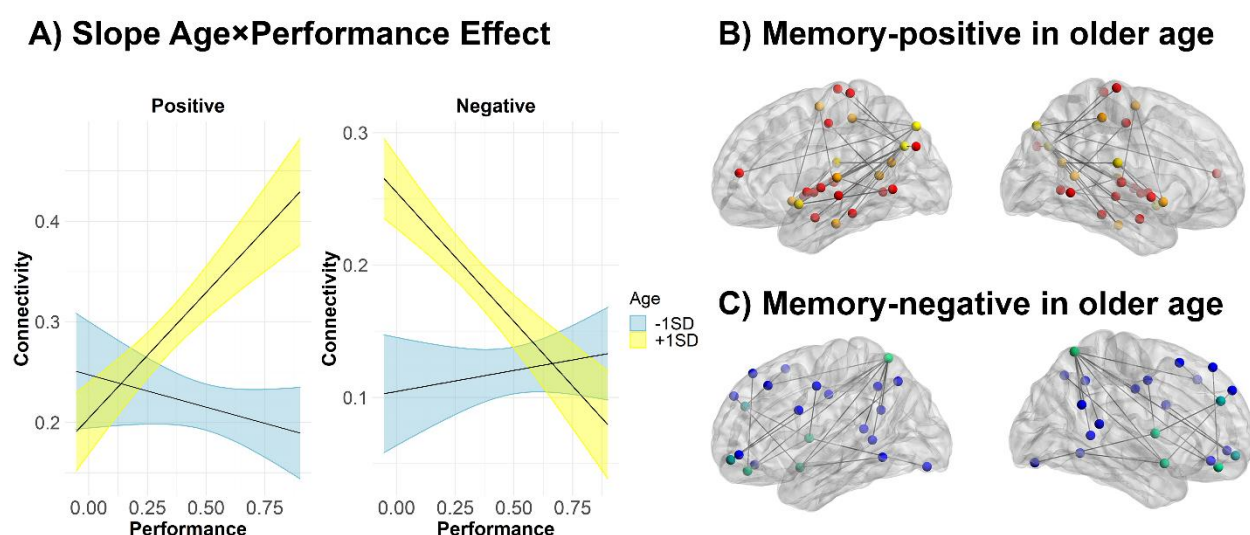 A) Slope Age×Performance Effect
Positive
Negative
Connectivity
0.4
0.3
0.2
0.00 0.25 0.50 0.75
Performance
Connectivity
0.3
0.2
0.1
0.00 0.25 0.50 0.75
Performance
Age
-1SD
+1SD
B) Memory-positive in older age
C) Memory-negative in older age